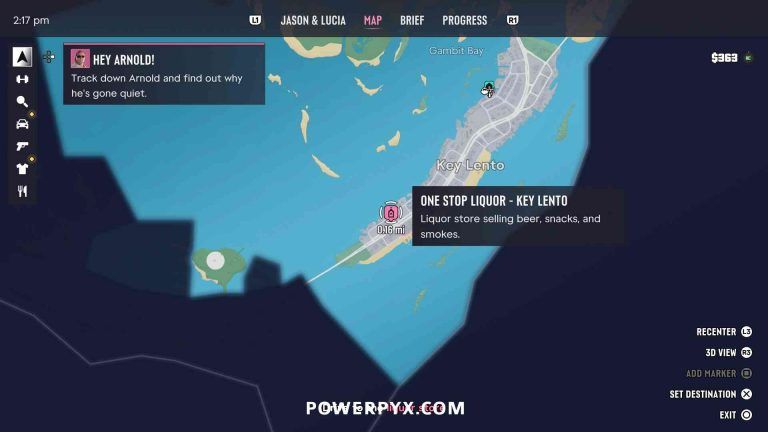 2:17 pm
L1 JASON & LUCIA MAP BRIEF PROGRESS R1
HEY ARNOLD!
Track down Arnold and find out why
he's gone quiet.
Gambit Bay
$363
Key Lento
ONE STOP LIQUOR - KEY LENTO
Liquor store selling beer, snacks, and
smokes.
0.16 mi
RECENTER L3
3D VIEW R3
ADD MARKER
SET DESTINATION
EXIT
POWERPYX.COM